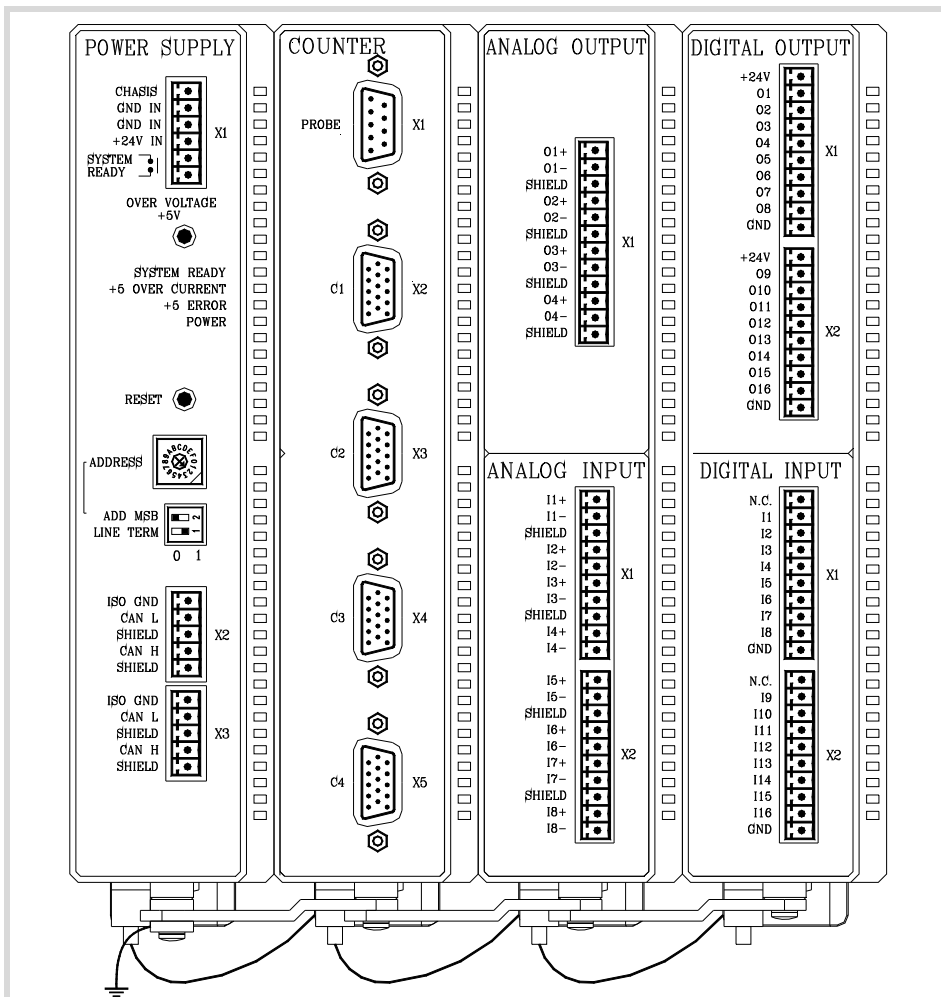 POWER SUPPLY
CHASIS
GND IN
GND IN
+24V IN
SYSTEM
READY
X1
OVER VOLTAGE
+5V
SYSTEM READY
+5 OVER CURRENT
+5 ERROR
POWER
RESET
ADDRESS
0123456789ABCDEF
ADD MSB
LINE TERM
2
1
0 1
ISO GND
CAN L
SHIELD
CAN H
SHIELD
X2
ISO GND
CAN L
SHIELD
CAN H
SHIELD
X3
COUNTER
PROBE
X1
C1
X2
C2
X3
C3
X4
C4
X5
ANALOG OUTPUT
O1+
O1-
SHIELD
O2+
O2-
SHIELD
O3+
O3-
SHIELD
O4+
O4-
SHIELD
X1
ANALOG INPUT
I1+
I1-
SHIELD
I2+
I2-
I3+
I3-
SHIELD
I4+
I4-
X1
I5+
I5-
SHIELD
I6+
I6-
I7+
I7-
SHIELD
I8+
I8-
X2
DIGITAL OUTPUT
+24V
O1
O2
O3
O4
O5
O6
O7
O8
GND
X1
+24V
O9
O10
O11
O12
O13
O14
O15
O16
GND
X2
DIGITAL INPUT
N.C.
I1
I2
I3
I4
I5
I6
I7
I8
GND
X1
N.C.
I9
I10
I11
I12
I13
I14
I15
I16
GND
X2